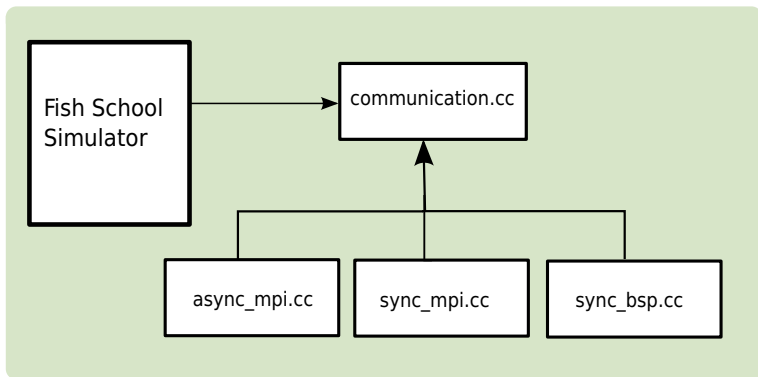 Fish School
Simulator
communication.cc
async_mpi.cc
sync_mpi.cc
sync_bsp.cc